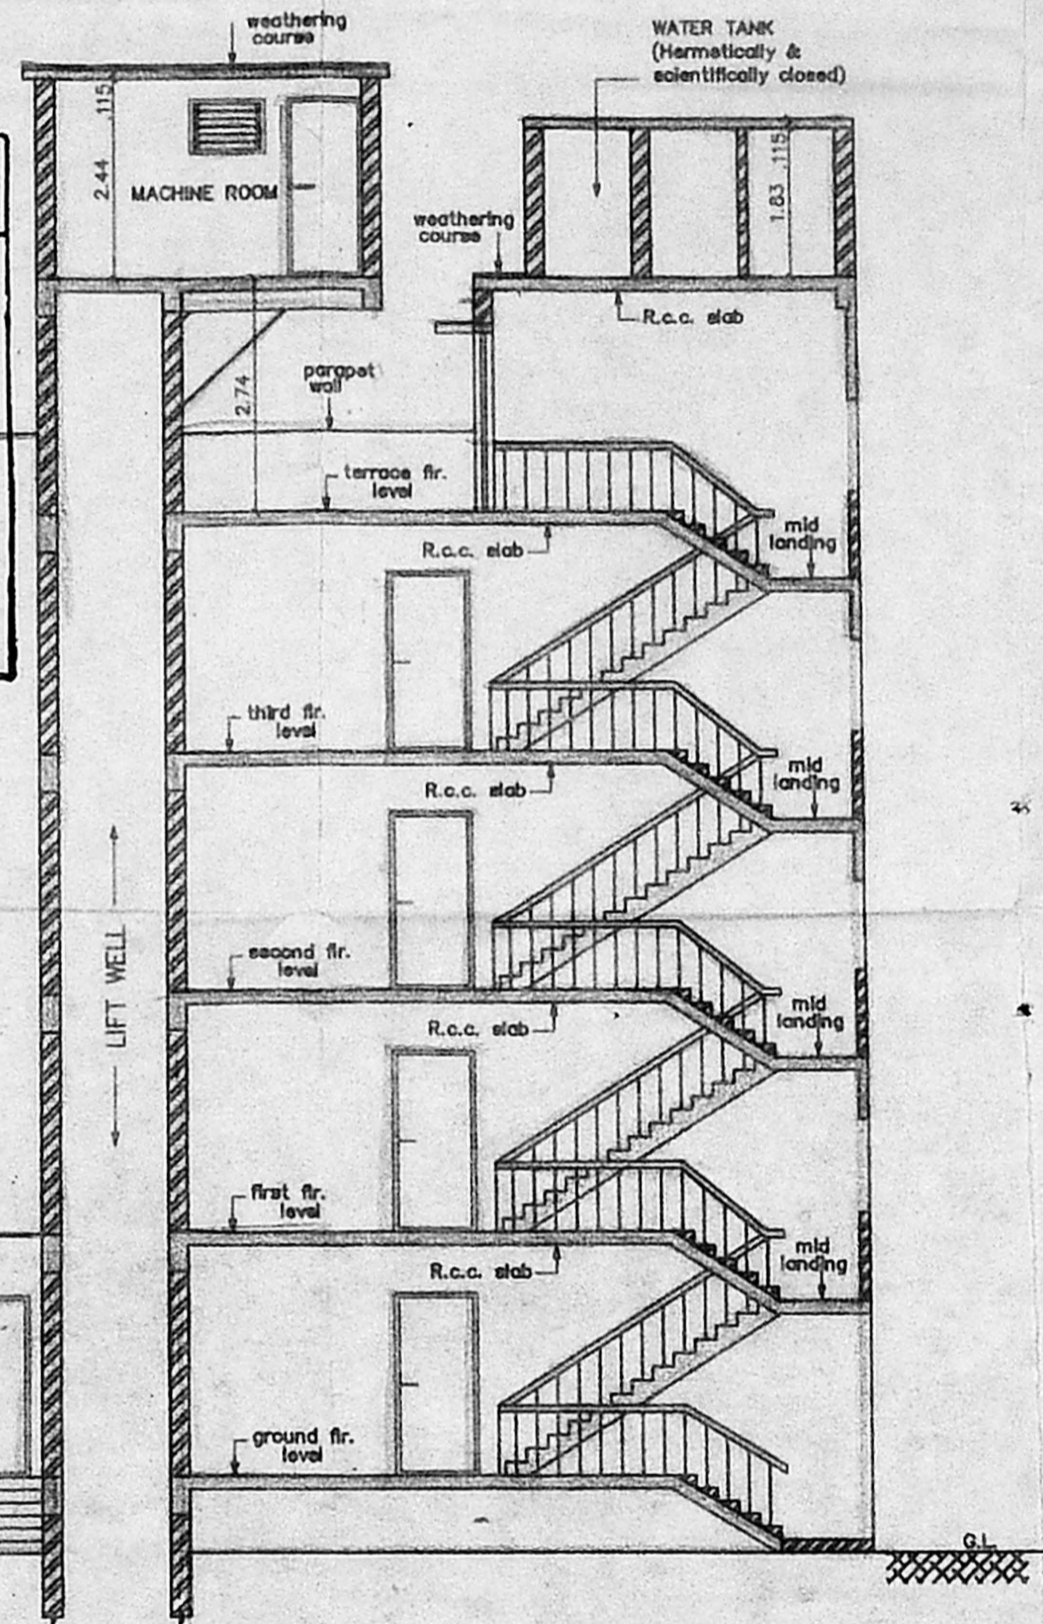 weathering
course
WATER TANK
(Hermetically &
scientifically closed)
.115
2.44
MACHINE ROOM
.115
1.83
weathering
course
R.c.c. slab
parapet
wall
2.74
terrace flr.
level
R.c.c. slab
mid
landing
third flr.
level
R.c.c. slab
mid
landing
LIFT WELL
second flr.
level
R.c.c. slab
mid
landing
first flr.
level
R.c.c. slab
mid
landing
ground flr.
level
G.L.